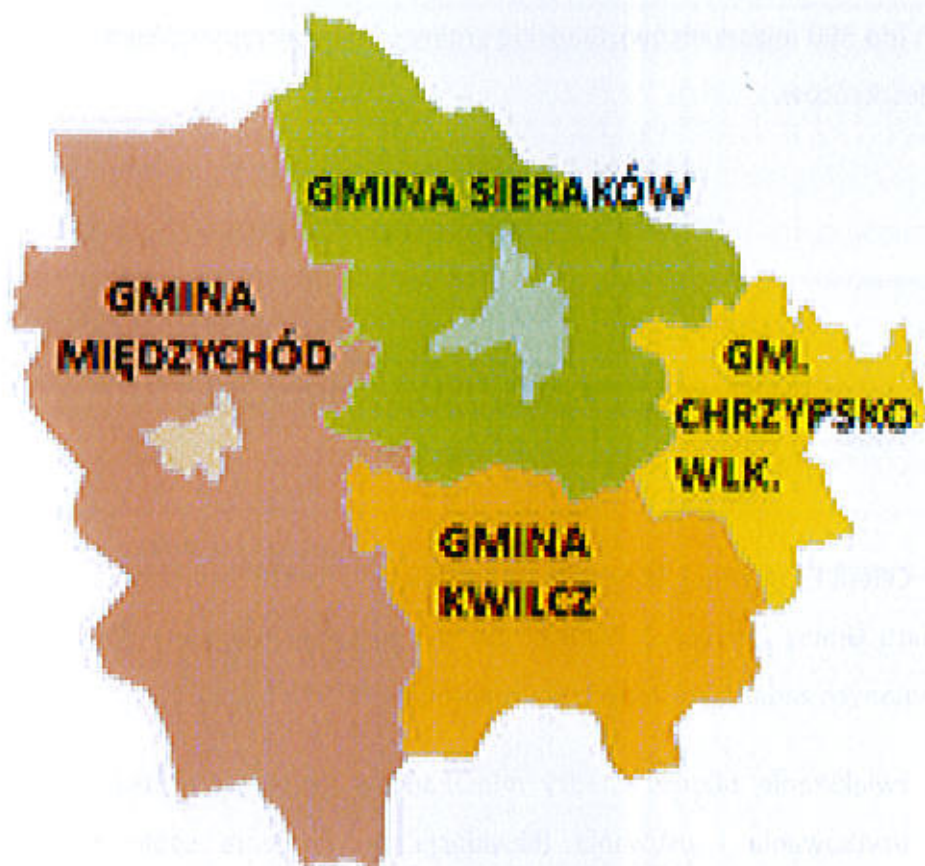 GMINA SIERAKÓW
GMINA
MIĘDZYCHÓD
GM.
CHRZYPSKO
WLK.
GMINA
KWILCZ